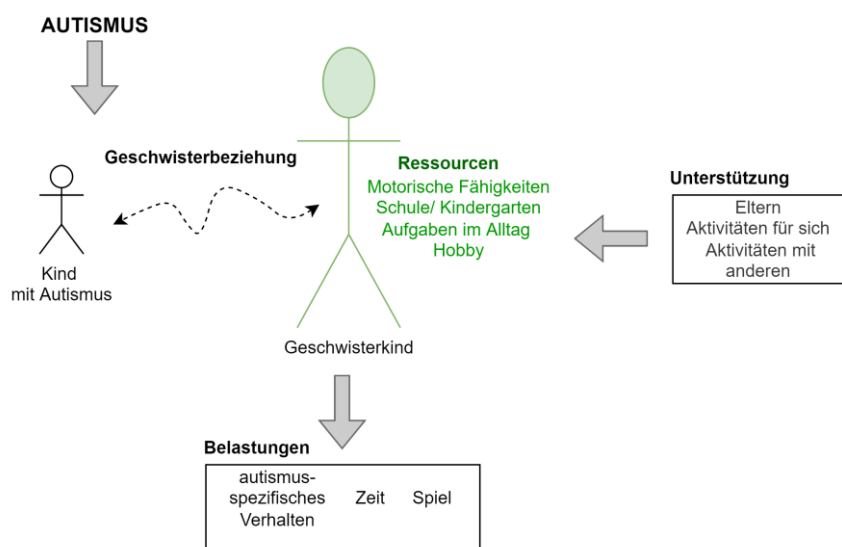 AUTISMUS
Geschwisterbeziehung
Kind
mit Autismus
Ressourcen
Motorische Fähigkeiten
Schule/ Kindergarten
Aufgaben im Alltag
Hobby
Geschwisterkind
Unterstützung
Eltern
Aktivitäten für sich
Aktivitäten mit
anderen
Belastungen
autismus-
spezifisches Zeit Spiel
Verhalten